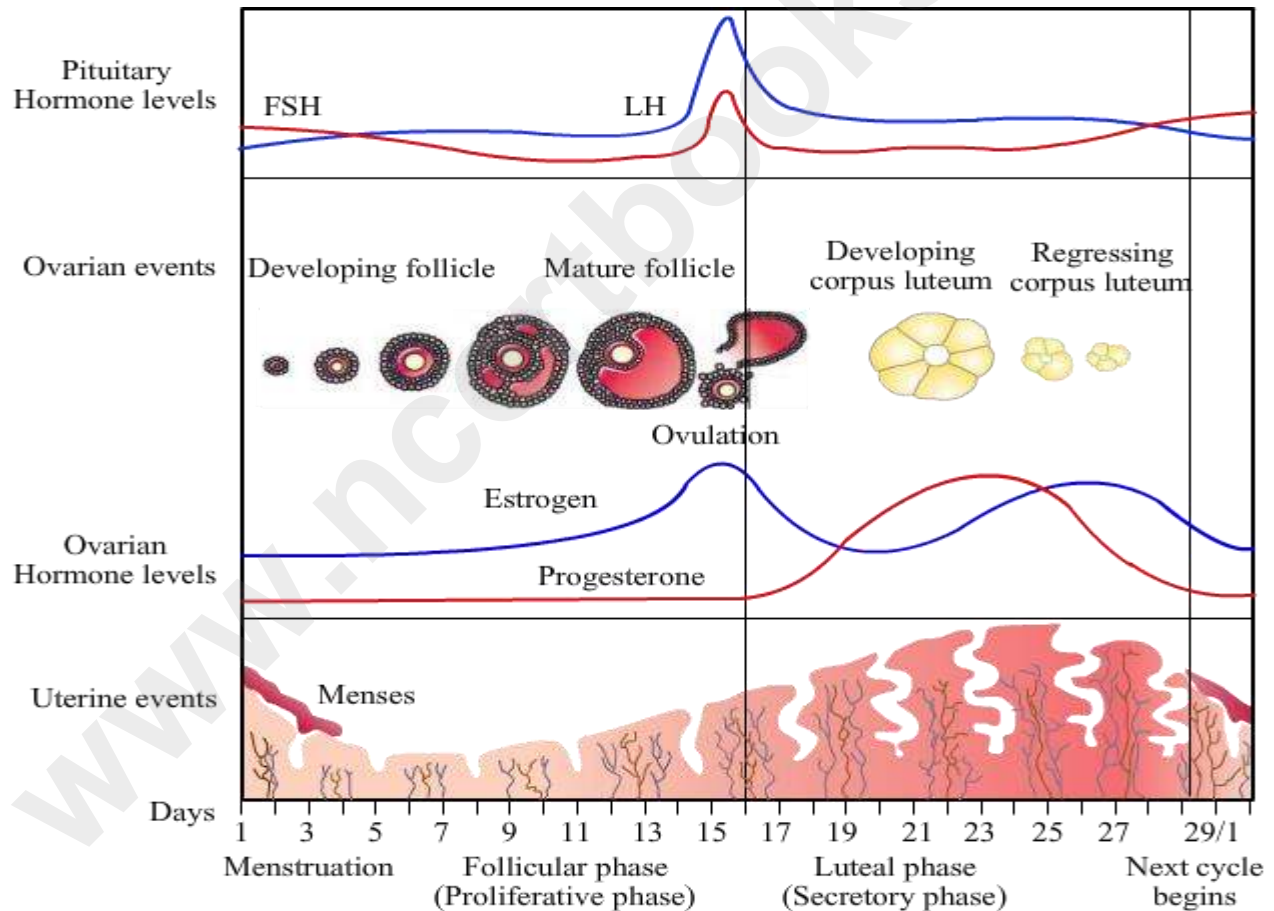 Pituitary
Hormone levels
FSH
LH
Ovarian events
Developing follicle
Mature follicle
Developing
corpus luteum
Regressing
corpus luteum
Ovulation
Estrogen
Ovarian
Hormone levels
Progesterone
Uterine events
Menses
Days
1 3 5 7 9 11 13 15 17 19 21 23 25 27 29/1
Menstruation
Follicular phase
(Proliferative phase)
Luteal phase
(Secretory phase)
Next cycle
begins
www.ncertbooks